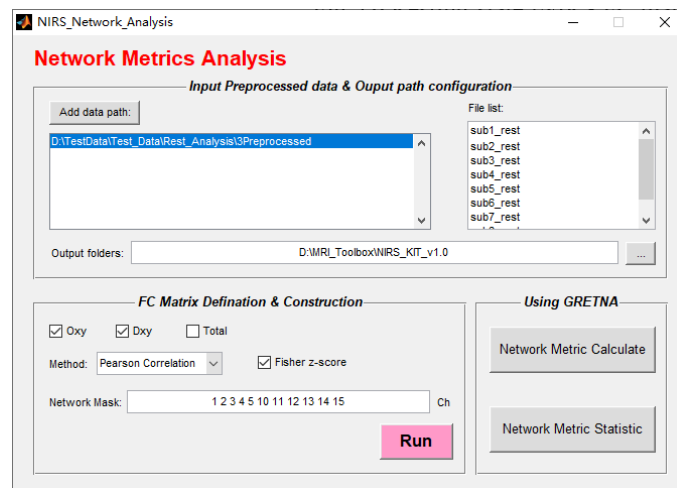 NIRS_Network_Analysis
Network Metrics Analysis
Input Preprocessed data & Ouput path configuration
Add data path:
File list:
D:\TestData\Test_Data\Rest_Analysis\3Preprocessed
sub1_rest
sub2_rest
sub3_rest
sub4_rest
sub5_rest
sub6_rest
sub7_rest
Output folders: D:\MRI_Toolbox\NIRS_KIT_v1.0 ...
FC Matrix Defination & Construction
Oxy Dxy Total
Method: Pearson Correlation Fisher z-score
Network Mask: 1 2 3 4 5 10 11 12 13 14 15 Ch
Run
Using GRETNA
Network Metric Calculate
Network Metric Statistic